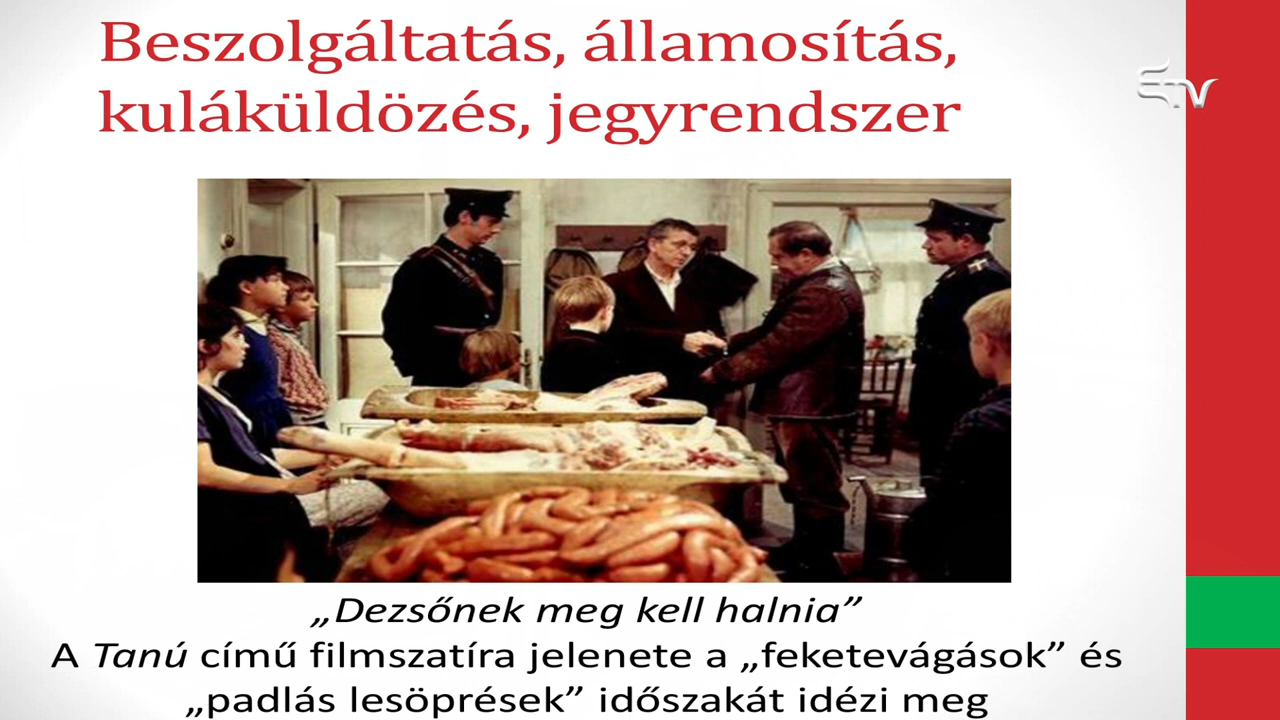 Beszolgáltatás, államosítás,
kuláküldözés, jegyrendszer
ETV
„Dezsőnek meg kell halnia”
A Tanú című filmszatíra jelenete a „feketevágások” és
„padlás lesöprések” időszakát idézi meg